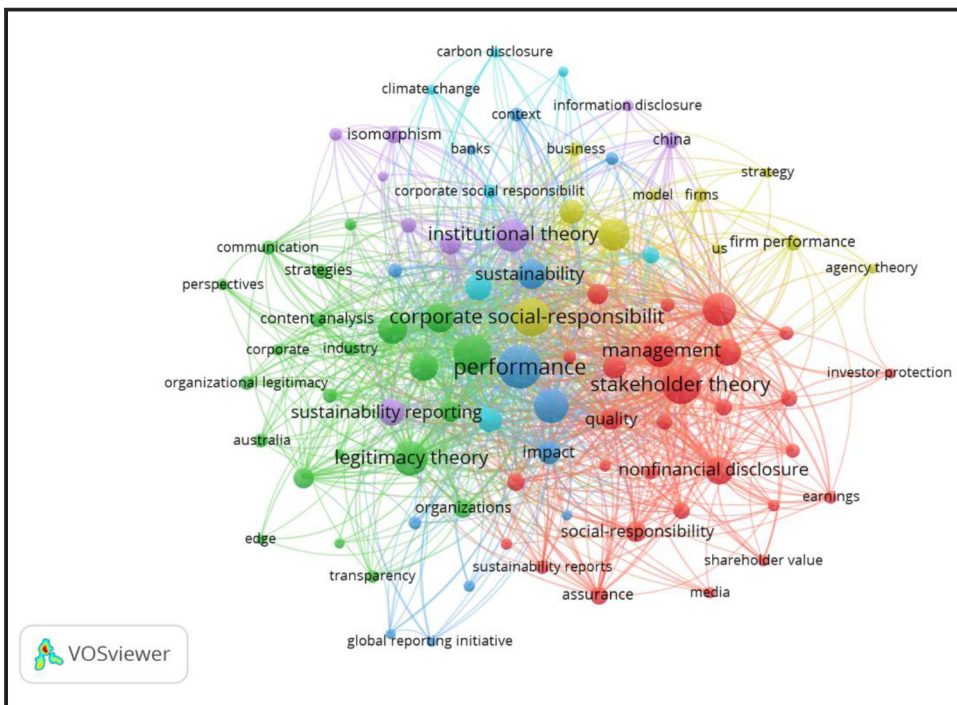 carbon disclosure
climate change
information disclosure
context
isomorphism
china
banks
business
strategy
corporate social responsibilit
model
firms
institutional theory
us
firm performance
communication
agency theory
strategies
sustainability
perspectives
content analysis
corporate social-responsibilit
corporate
industry
management
performance
investor protection
organizational legitimacy
stakeholder theory
sustainability reporting
quality
australia
impact
legitimacy theory
nonfinancial disclosure
earnings
organizations
social-responsibility
edge
shareholder value
sustainability reports
transparency
assurance
media
global reporting initiative
VOSviewer